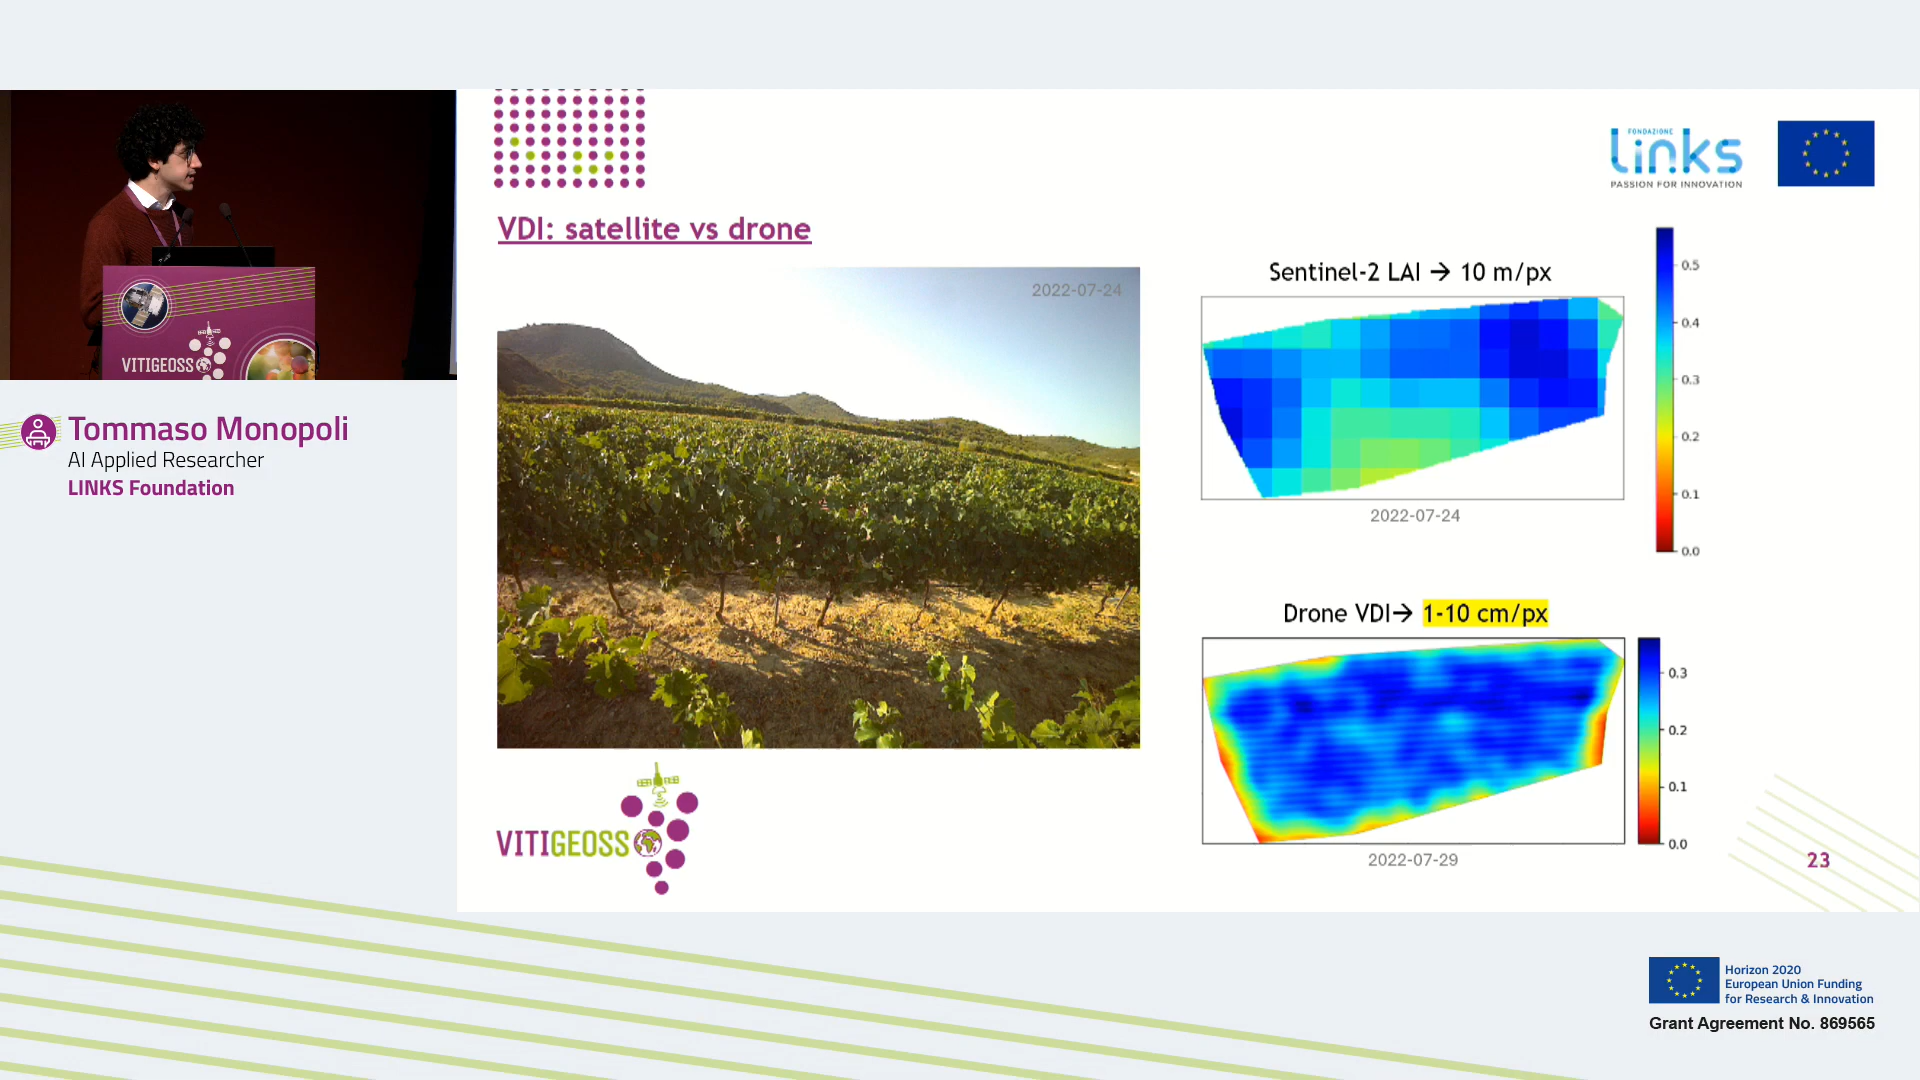 VITIGEOSS
Tommaso Monopoli
AI Applied Researcher
LINKS Foundation
FONDAZIONE
Links
PASSION FOR INNOVATION
VDI: satellite vs drone
2022-07-24
Sentinel-2 LAI → 10 m/px
0.5
0.4
0.3
0.2
0.1
0.0
2022-07-24
Drone VDI→ 1-10 cm/px
0.3
0.2
0.1
0.0
2022-07-29
VITIGEOSS
23
Horizon 2020
European Union Funding
for Research & Innovation
Grant Agreement No. 869565